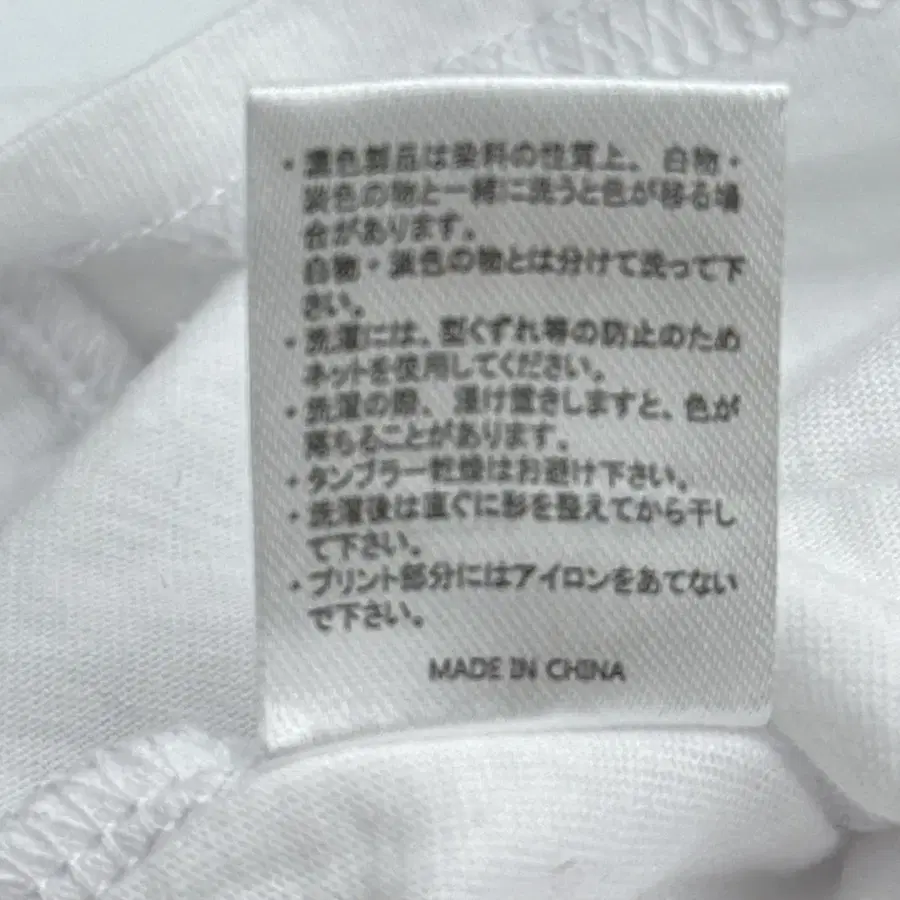 ・濃色製品は染料の性質上、白物・
淡色の物と一緒に洗うと色が移る場
合があります。
白物・淡色の物とは分けて洗って下
さい。
・洗濯には、型くずれ等の防止のため
ネットを使用してください。
・洗濯の際、漬け置きしますと、色が
落ちることがあります。
・タンブラー乾燥はお避け下さい。
・洗濯後は直ぐに形を整えてから干し
て下さい。
・プリント部分にはアイロンをあてない
で下さい。
MADE IN CHINA